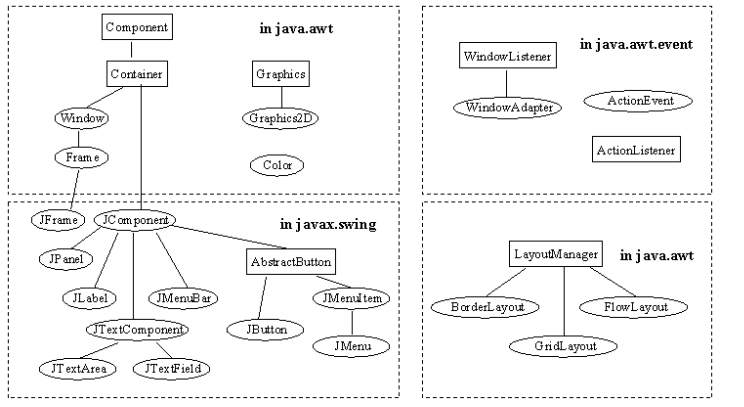 Component
in java.awt
Container
Graphics
Window
Graphics2D
Frame
Color
in java.awt.event
WindowListener
WindowAdapter
ActionEvent
ActionListener
JFrame
JComponent
in javax.swing
JPanel
AbstractButton
JLabel
JMenuBar
JMenuItem
JTextComponent
JButton
JMenu
JTextArea
JTextField
LayoutManager
in java.awt
BorderLayout
FlowLayout
GridLayout